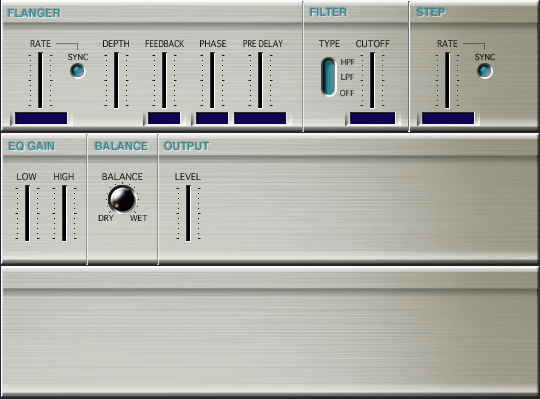 FLANGER
RATE
SYNC
DEPTH
FEEDBACK
PHASE
PRE DELAY
FILTER
TYPE
HPF
LPF
OFF
CUTOFF
STEP
RATE
SYNC
EQ GAIN
LOW
HIGH
BALANCE
BALANCE
DRY
WET
OUTPUT
LEVEL